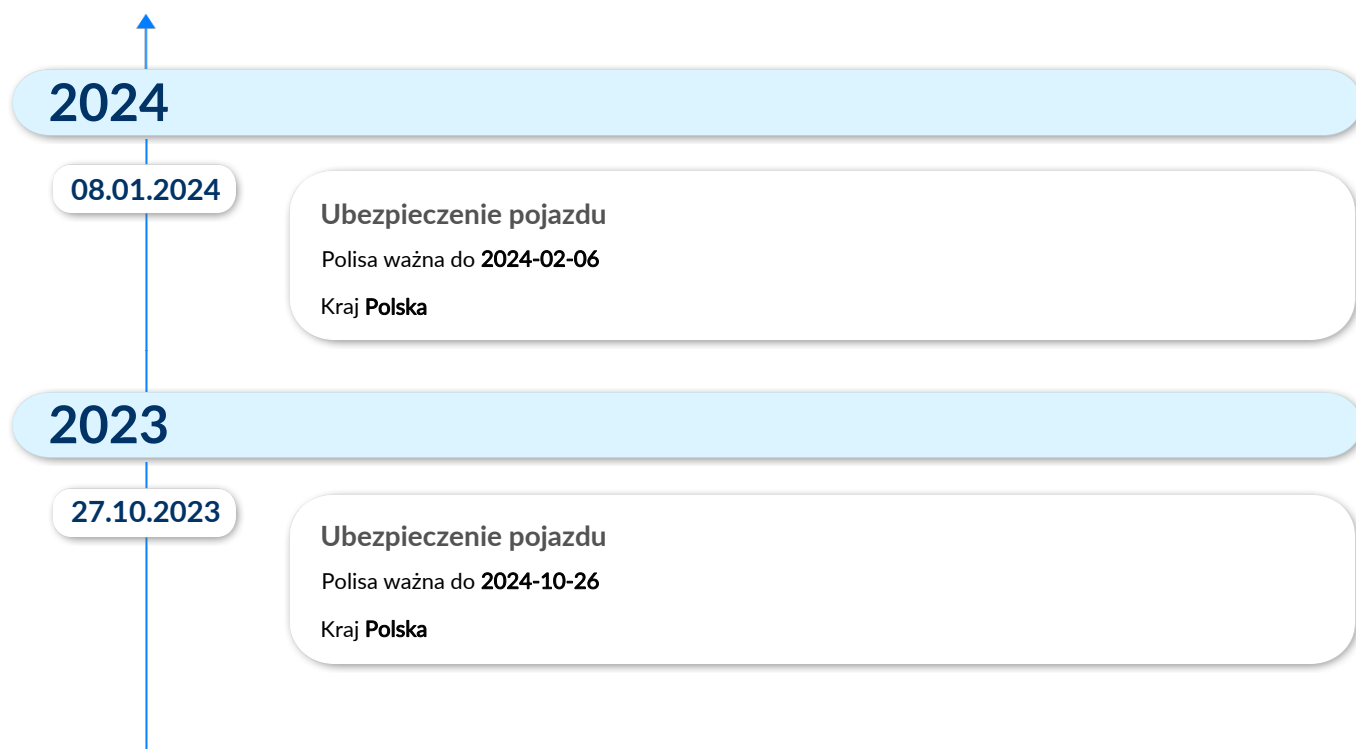 2024
08.01.2024
Ubezpieczenie pojazdu
Polisa ważna do 2024-02-06
Kraj Polska
2023
27.10.2023
Ubezpieczenie pojazdu
Polisa ważna do 2024-10-26
Kraj Polska